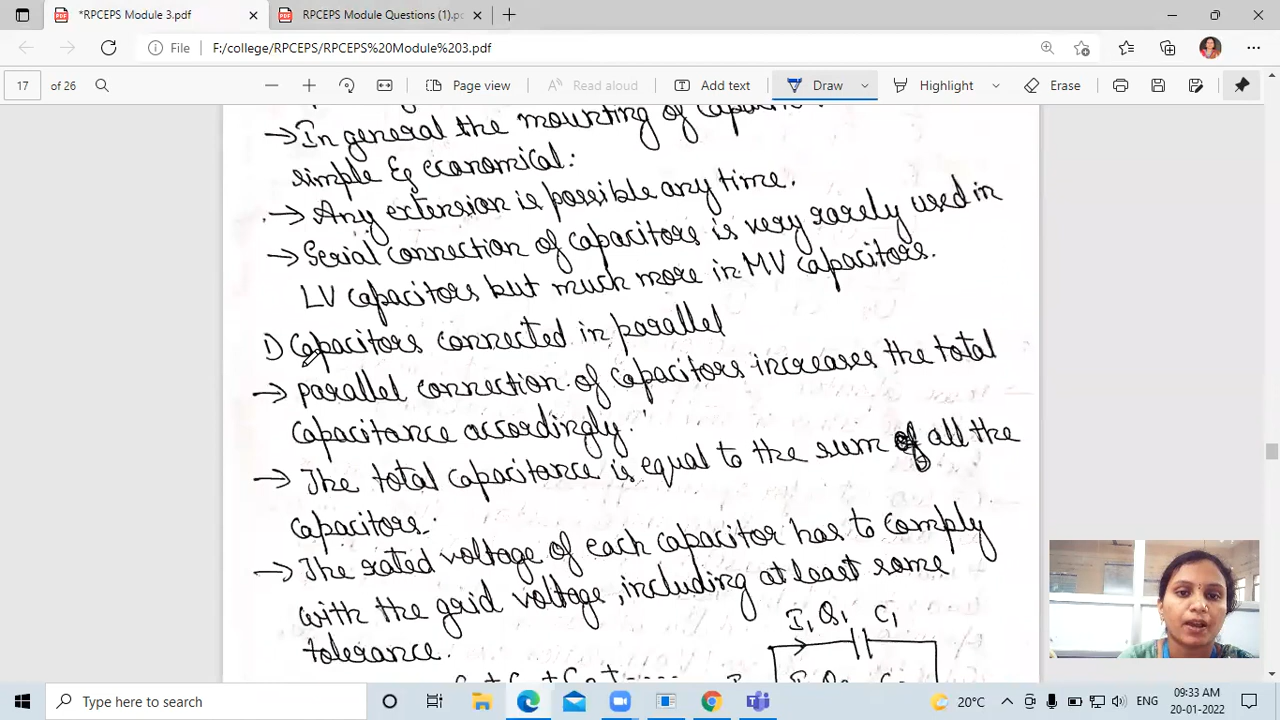 *RPCEPS Module 3.pdf
RPCEPS Module Questions (1).pc
File F:/college/RPCEPS/RPCEPS%20Module%203.pdf
17 of 26 Page view Read aloud Add text Draw Highlight Erase
→ In general the mounting of
simple & economical.
→ Any extension is possible any time.
→ Serial connection of capacitors is very rarely used in
LV capacitors but much more in MV capacitors.
1) Capacitors connected in parallel
→ parallel connection of capacitors increases the total
capacitance accordingly.
→ The total capacitance is equal to the sum of all the
capacitors.
→ The rated voltage of each capacitor has to comply
with the grid voltage, including at least some
tolerance.
I1 Q1 C1
Type here to search
20°C
ENG
09:33 AM
20-01-2022